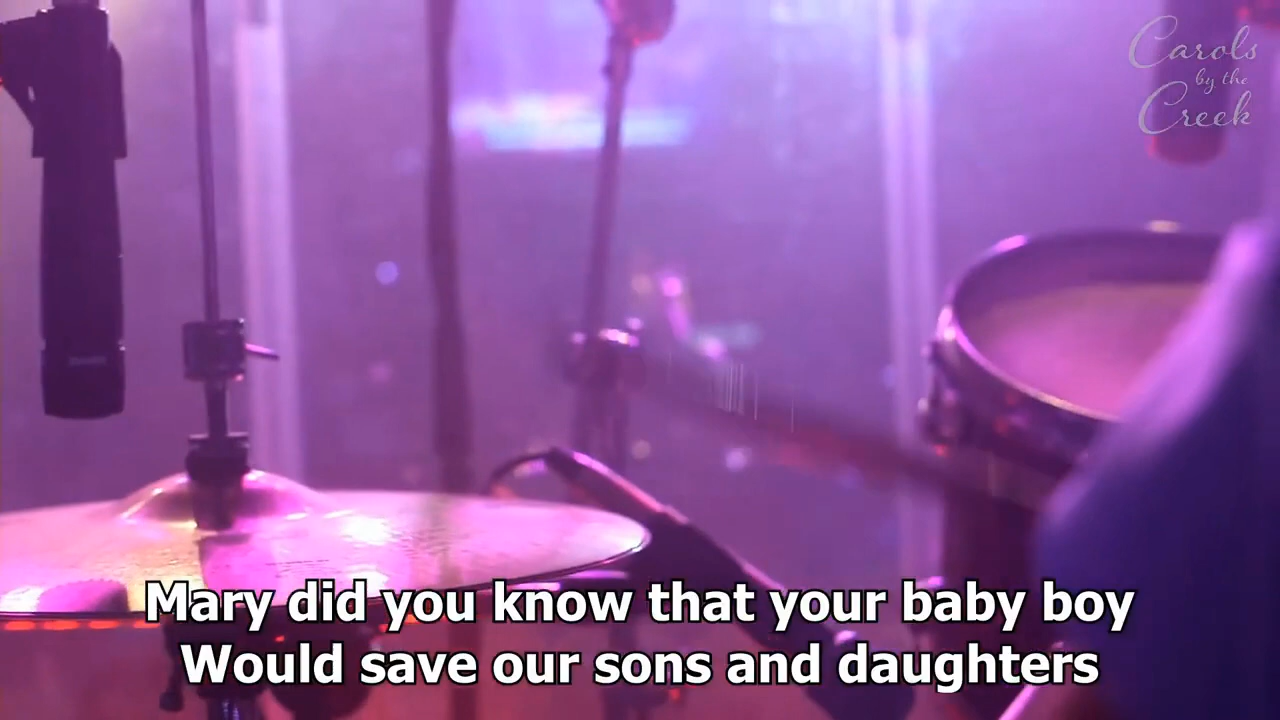 Carols
by the
Creek
Mary did you know that your baby boy
Would save our sons and daughters